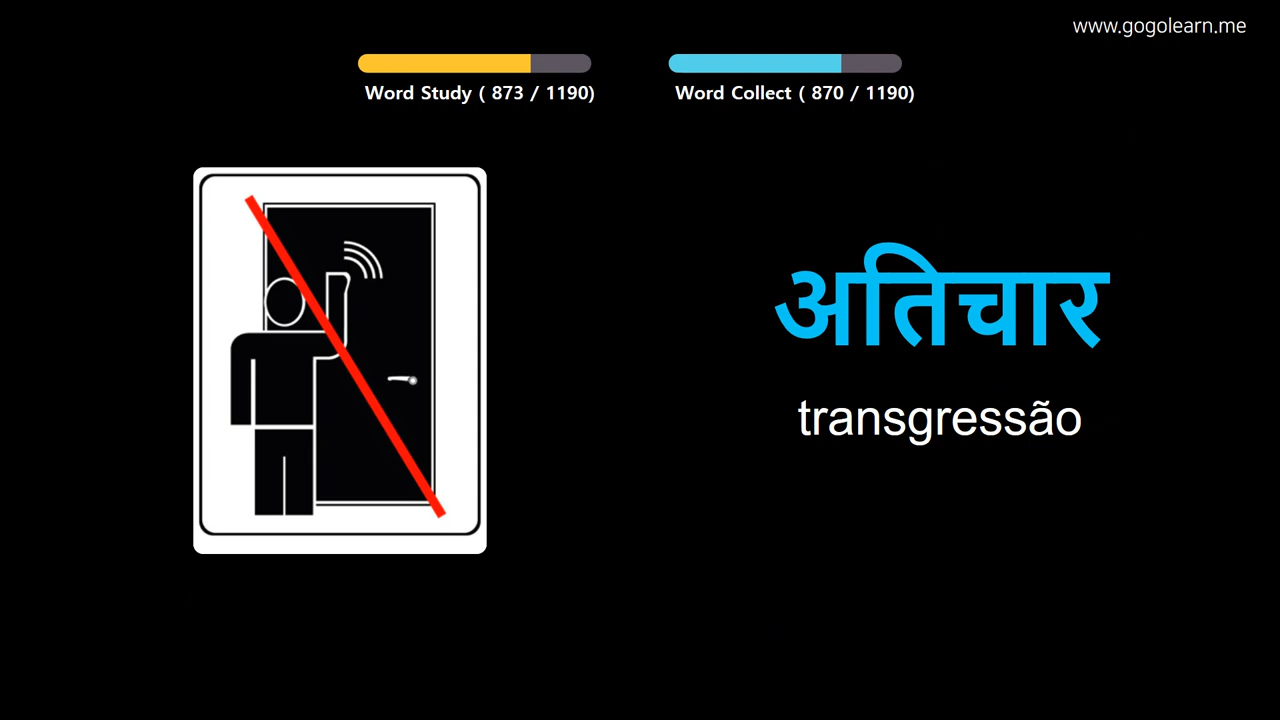 www.gogolearn.me
Word Study ( 873 / 1190)
Word Collect ( 870 / 1190)
अतिचार
transgressão